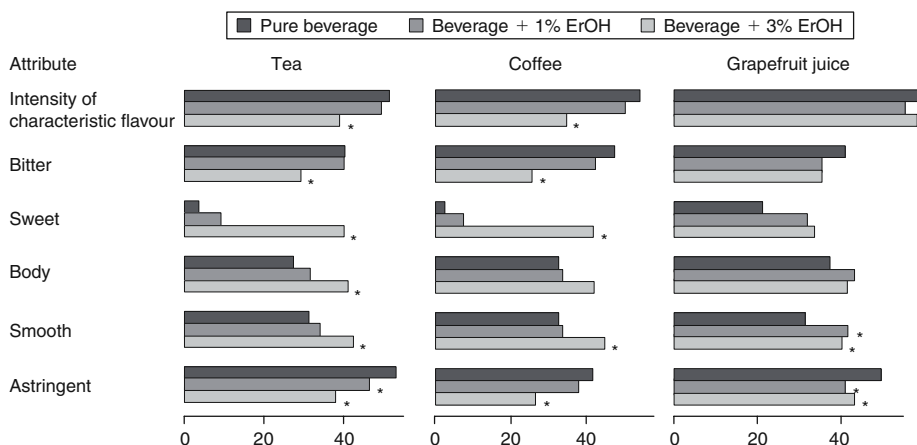 Pure beverage Beverage + 1% ErOH Beverage + 3% ErOH
Attribute Tea Coffee Grapefruit juice
Intensity of
characteristic flavour
*
*
Bitter
*
*
Sweet
*
*
Body
*
Smooth
*
*
*
*
Astringent
*
*
*
*
*
0 20 40 0 20 40 0 20 40